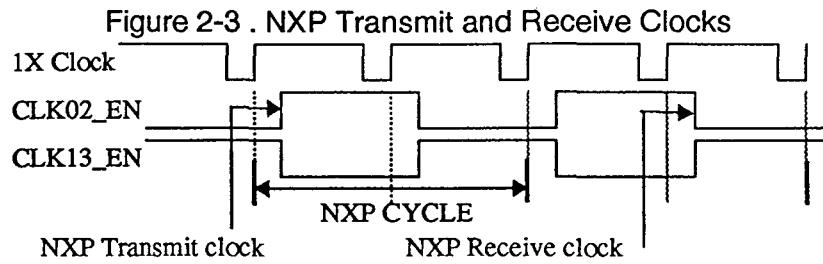 Figure 2-3 . NXP Transmit and Receive Clocks
1X Clock
CLK02_EN
CLK13_EN
NXP CYCLE
NXP Transmit clock
NXP Receive clock